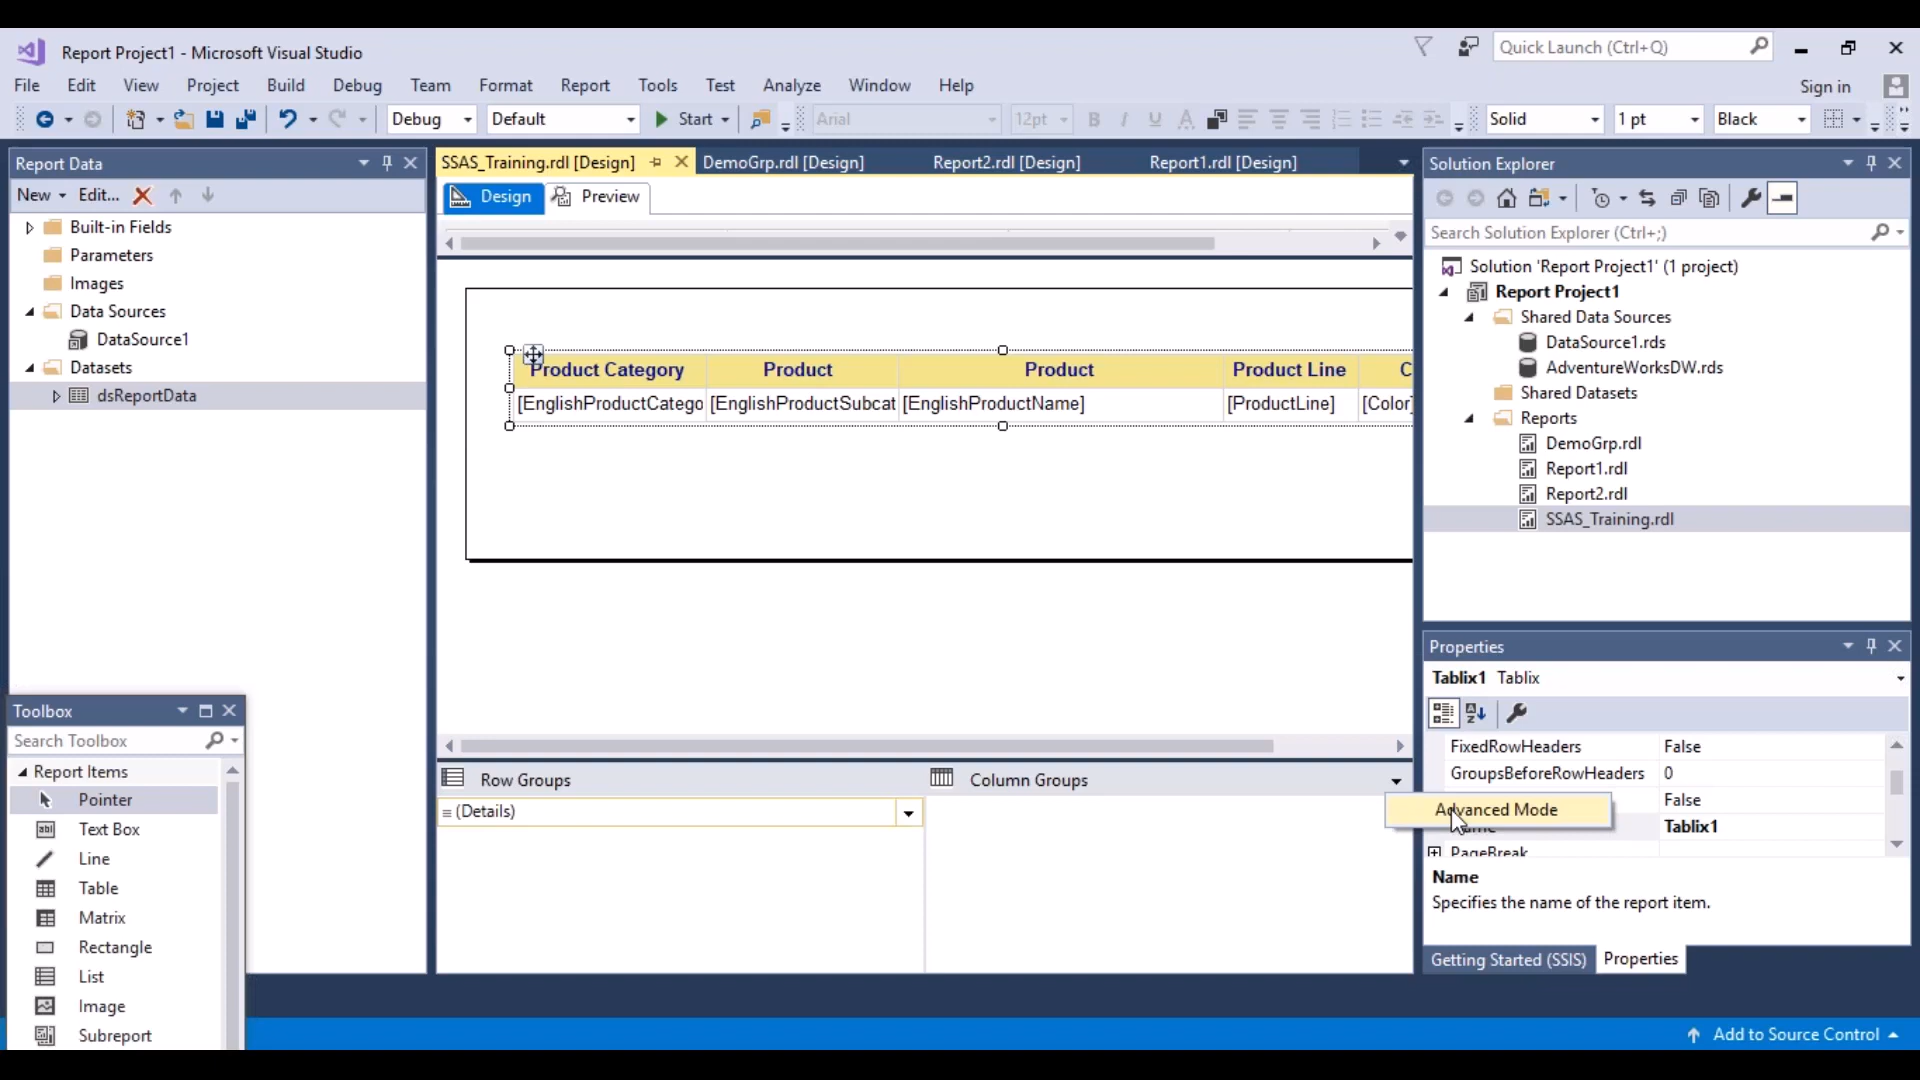 Report Project1 - Microsoft Visual Studio
Quick Launch (Ctrl+Q)
File Edit View Project Build Debug Team Format Report Tools Test Analyze Window Help
Sign in
Debug Default Start Arial 12pt B I U A Solid 1 pt Black
Report Data
New Edit...
Built-in Fields
Parameters
Images
Data Sources
DataSource1
Datasets
dsReportData
SSAS_Training.rdl [Design] DemoGrp.rdl [Design] Report2.rdl [Design] Report1.rdl [Design]
Design Preview
Product Category Product Product Product Line C
[EnglishProductCatego [EnglishProductSubcat [EnglishProductName] [ProductLine] [Color]
Row Groups Column Groups
(Details)
Advanced Mode
Toolbox
Search Toolbox
Report Items
Pointer
Text Box
Line
Table
Matrix
Rectangle
List
Image
Subreport
Solution Explorer
Search Solution Explorer (Ctrl+;)
Solution 'Report Project1' (1 project)
Report Project1
Shared Data Sources
DataSource1.rds
AdventureWorksDW.rds
Shared Datasets
Reports
DemoGrp.rdl
Report1.rdl
Report2.rdl
SSAS_Training.rdl
Properties
Tablix1 Tablix
FixedRowHeaders False
GroupsBeforeRowHeaders 0
False
Name Tablix1
PageBreak
Name
Specifies the name of the report item.
Getting Started (SSIS) Properties
Add to Source Control